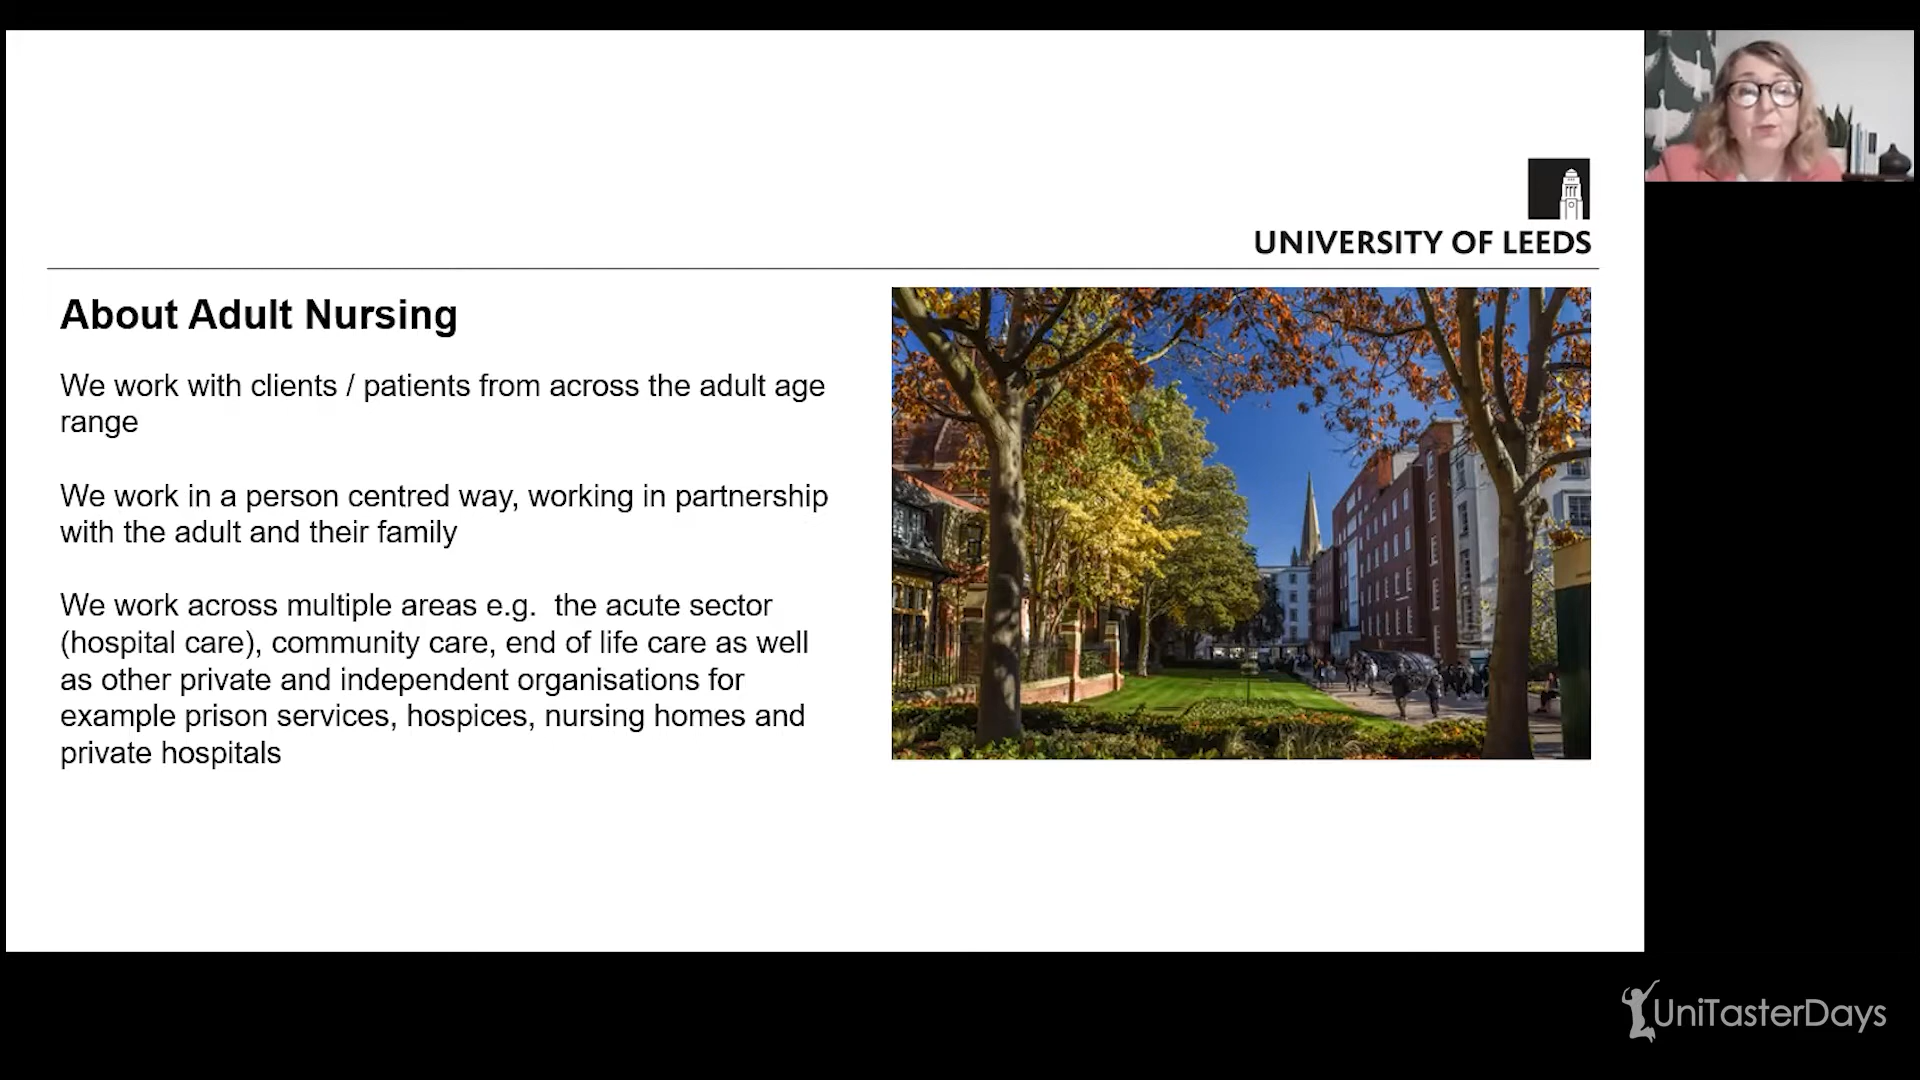 UNIVERSITY OF LEEDS
About Adult Nursing
We work with clients / patients from across the adult age
range
We work in a person centred way, working in partnership
with the adult and their family
We work across multiple areas e.g.  the acute sector
(hospital care), community care, end of life care as well
as other private and independent organisations for
example prison services, hospices, nursing homes and
private hospitals
UniTasterDays